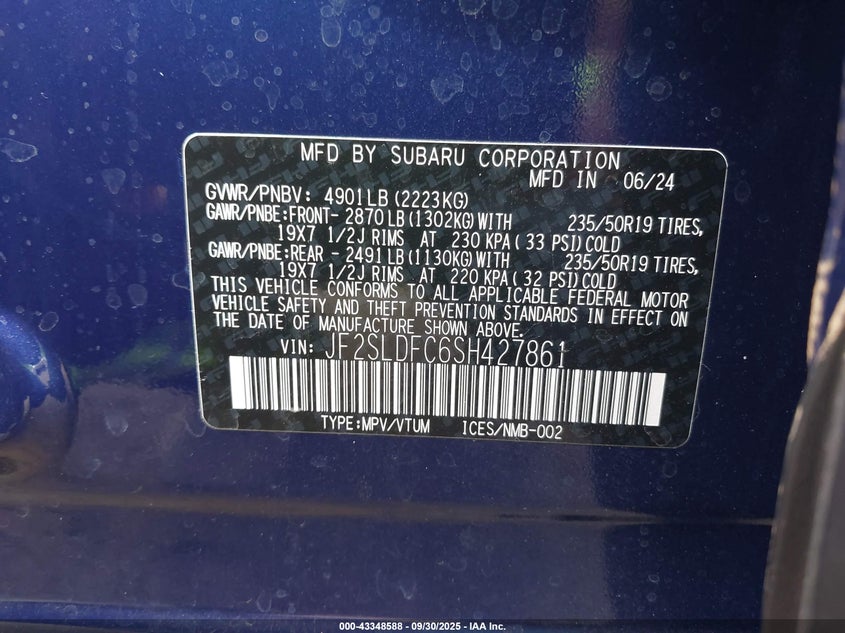 MFD BY SUBARU CORPORATION
MFD IN 06/24
GVWR/PNBV: 4901LB (2223KG)
GAWR/PNBE:FRONT- 2870 LB (1302KG) WITH 235/50R19 TIRES,
19X7 1/2J RIMS AT 230 KPA( 33 PSI) COLD
GAWR/PNBE:REAR - 2491 LB (1130KG) WITH 235/50R19 TIRES,
19X7 1/2J RIMS AT 220 KPA( 32 PSI) COLD
THIS VEHICLE CONFORMS TO ALL APPLICABLE FEDERAL MOTOR
VEHICLE SAFETY AND THEFT PREVENTION STANDARDS IN EFFECT ON
THE DATE OF MANUFACTURE SHOWN ABOVE.
VIN: JF2SLDFC6SH427861
TYPE:MPV/VTUM ICES/NMB-002
000-43348588 - 09/30/2025 - IAA Inc.